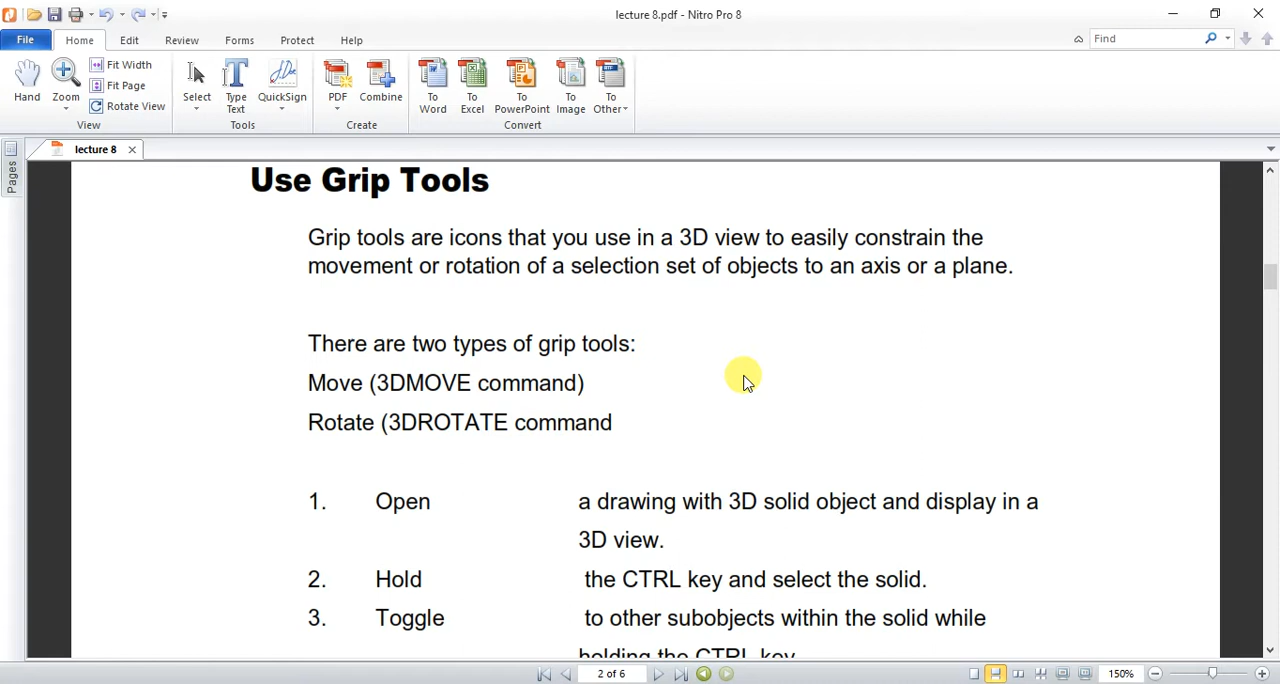 lecture 8.pdf - Nitro Pro 8
File Home Edit Review Forms Protect Help Find
Hand Zoom Fit Width Fit Page Rotate View Select Type Text QuickSign PDF Combine To Word To Excel To PowerPoint To Image To Other
View Tools Create Convert
lecture 8
Pages
Use Grip Tools
Grip tools are icons that you use in a 3D view to easily constrain the
movement or rotation of a selection set of objects to an axis or a plane.
There are two types of grip tools:
Move (3DMOVE command)
Rotate (3DROTATE command
1. Open a drawing with 3D solid object and display in a
3D view.
2. Hold the CTRL key and select the solid.
3. Toggle to other subobjects within the solid while
holding the CTRL key
2 of 6 150%